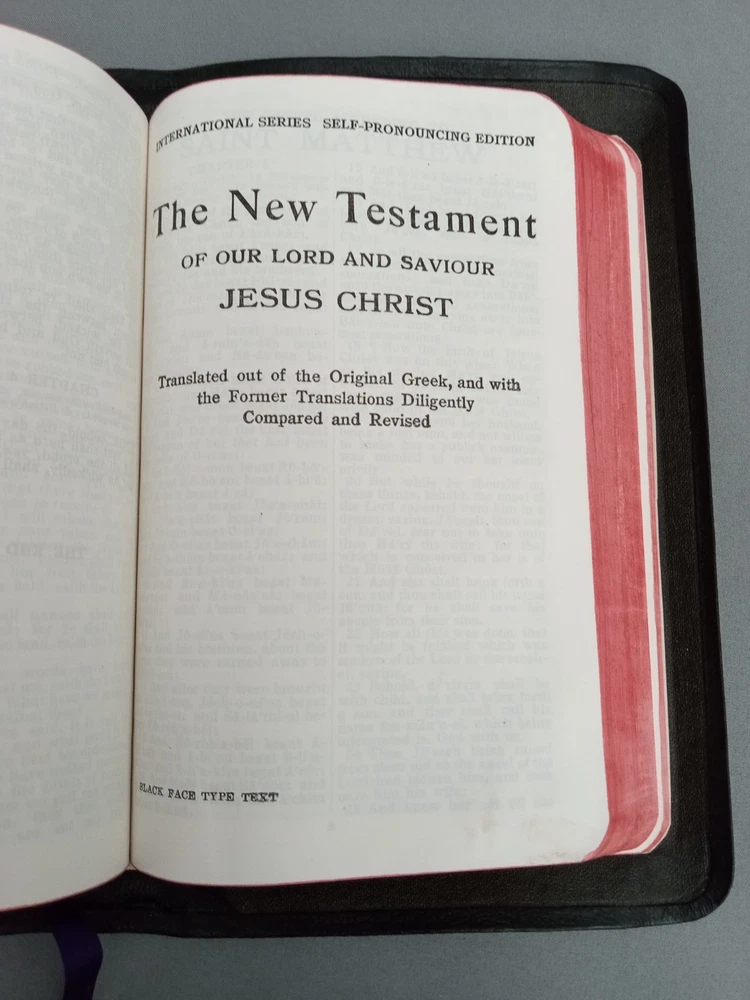 INTERNATIONAL SERIES SELF-PRONOUNCING EDITION
The New Testament
OF OUR LORD AND SAVIOUR
JESUS CHRIST
Translated out of the Original Greek, and with
the Former Translations Diligently
Compared and Revised
BLACK FACE TYPE TEXT